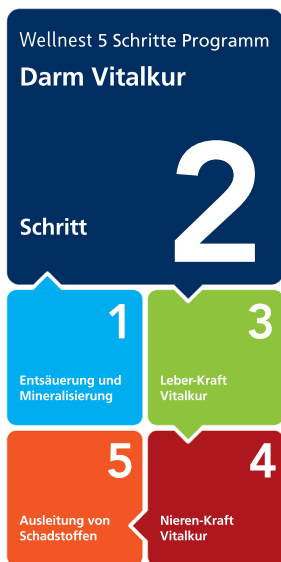 Wellnest 5 Schritte Programm
Darm Vitalkur
2
Schritt
1
Entsäuerung und
Mineralisierung
3
Leber-Kraft
Vitalkur
5
Ausleitung von
Schadstoffen
4
Nieren-Kraft
Vitalkur